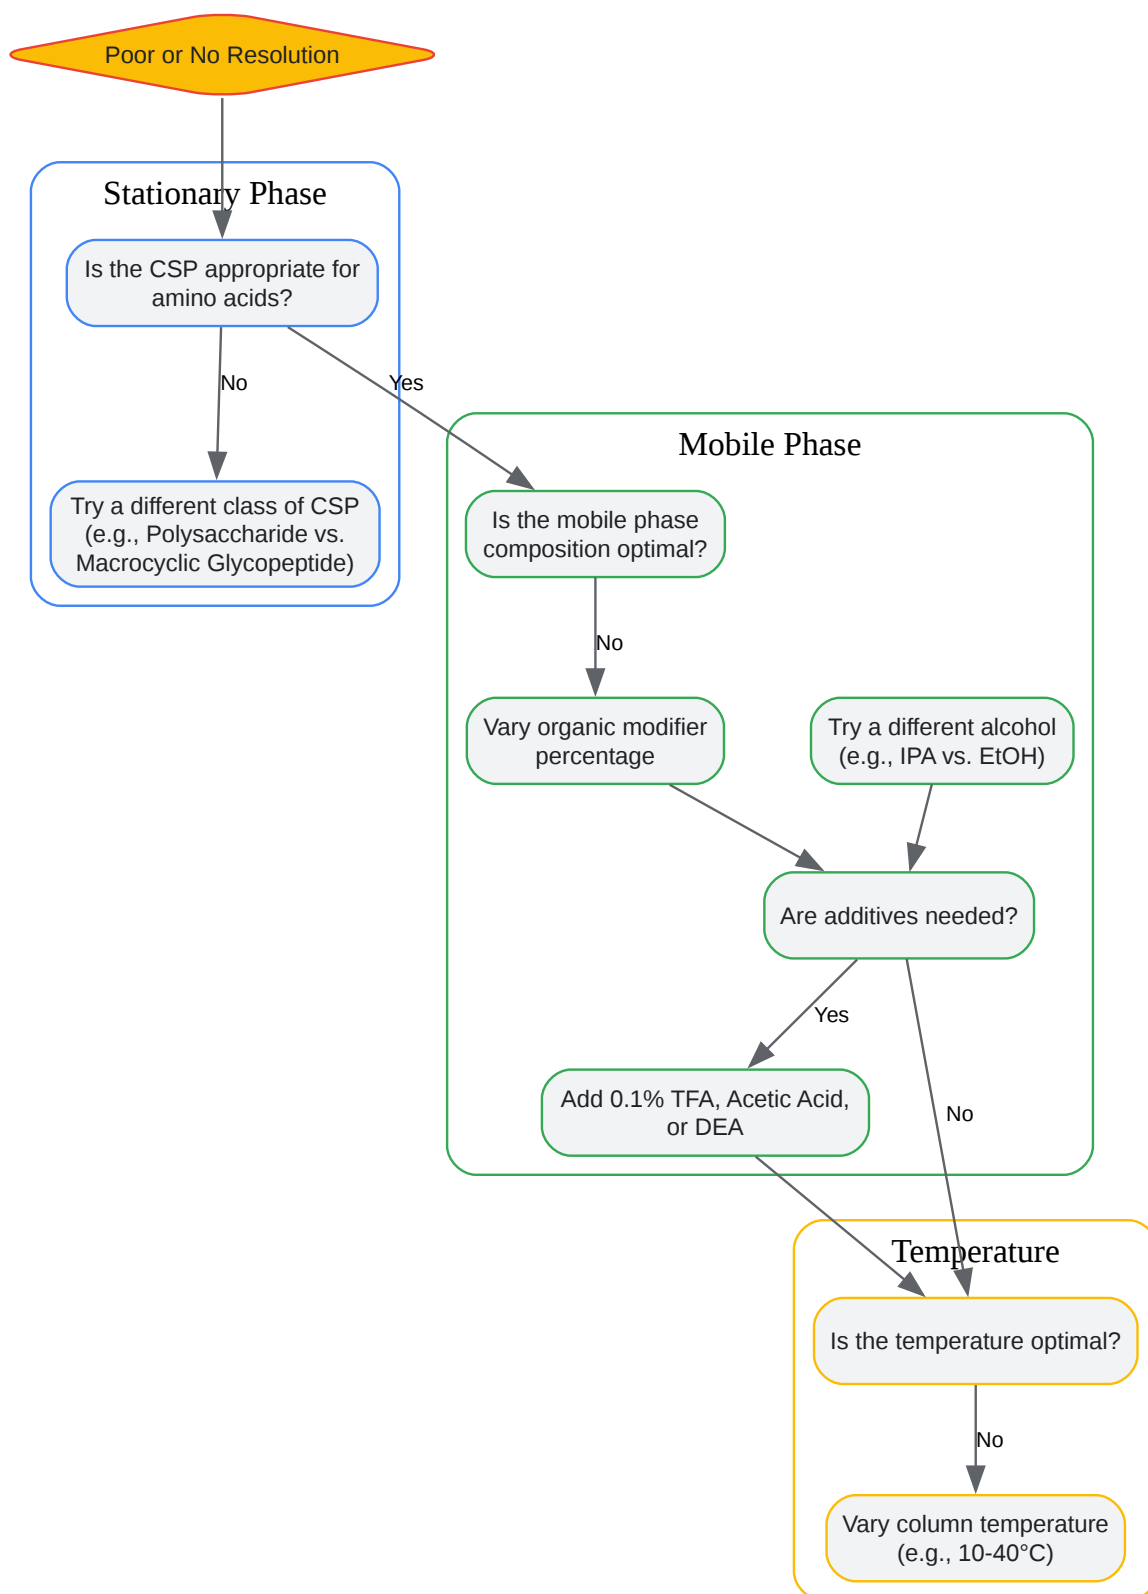 Poor or No Resolution
Stationary Phase
Is the CSP appropriate for
amino acids?
No
Yes
Try a different class of CSP
(e.g., Polysaccharide vs.
Macrocyclic Glycopeptide)
Mobile Phase
Is the mobile phase
composition optimal?
No
Vary organic modifier
percentage
Try a different alcohol
(e.g., IPA vs. EtOH)
Are additives needed?
Yes
Add 0.1% TFA, Acetic Acid,
or DEA
No
Temperature
Is the temperature optimal?
No
Vary column temperature
(e.g., 10-40°C)